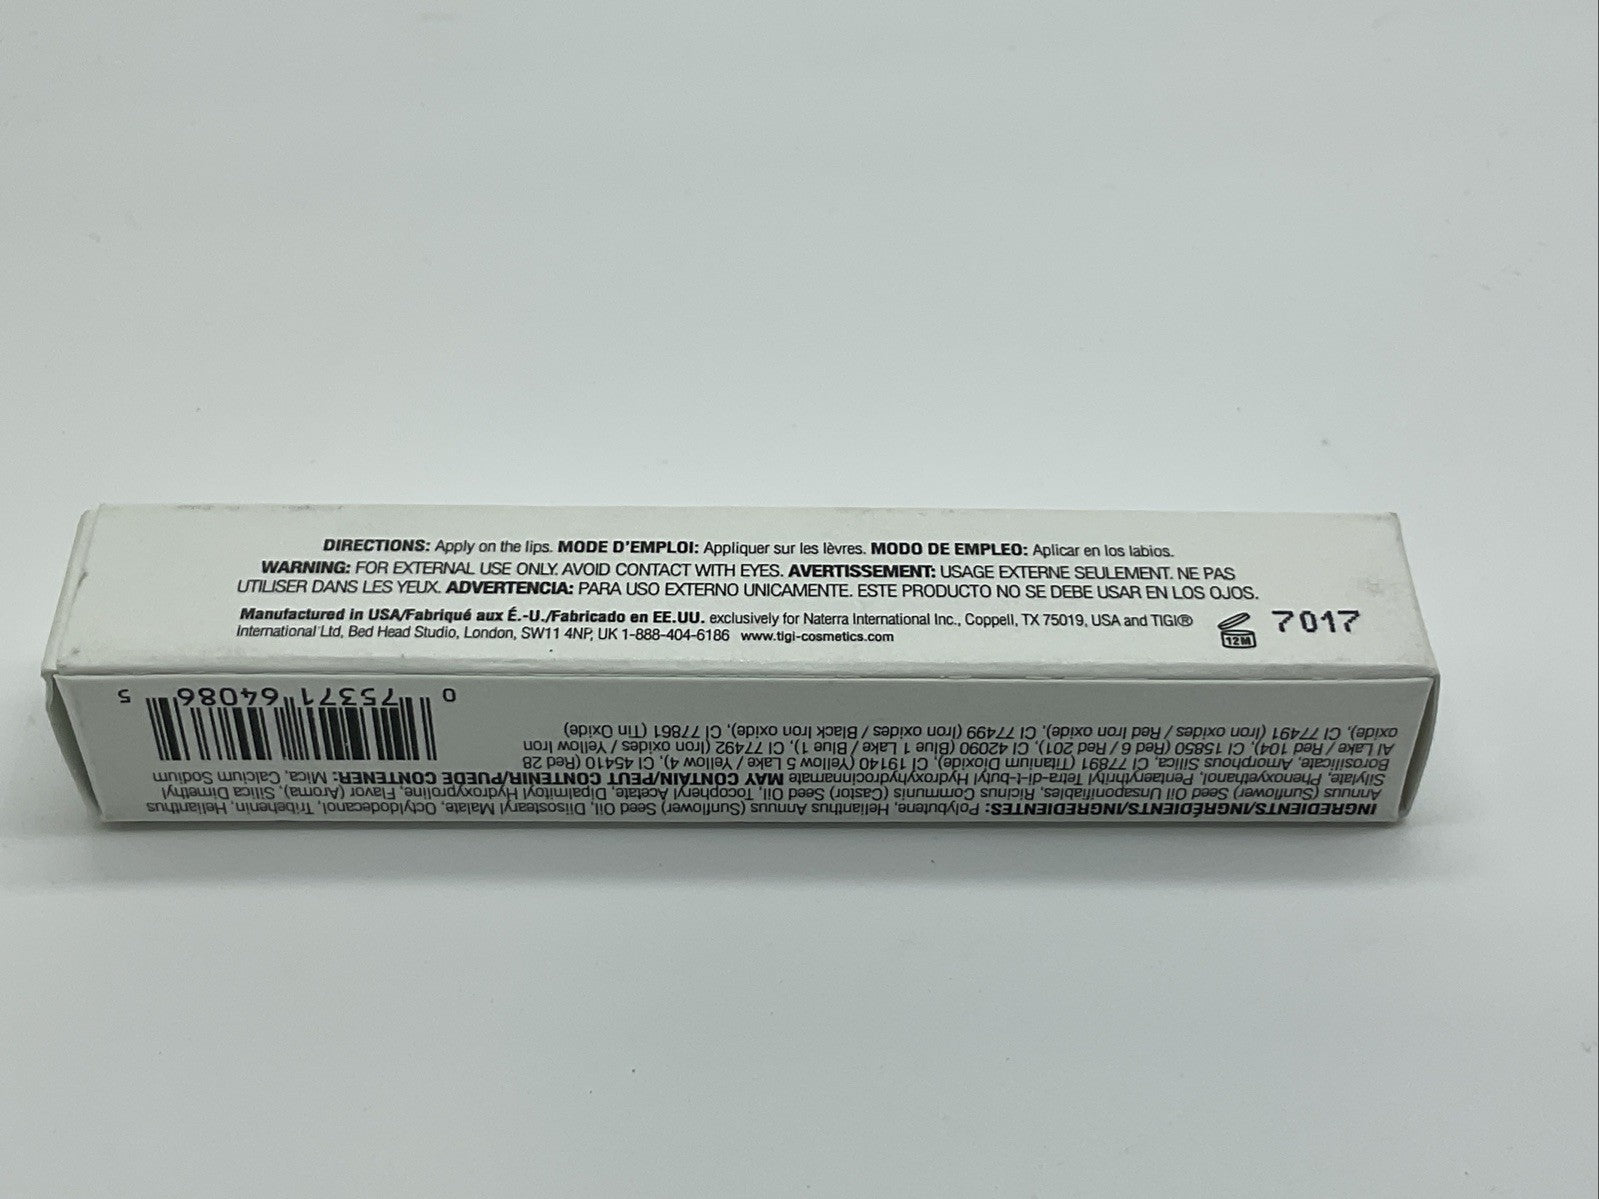 DIRECTIONS: Apply on the lips. MODE D'EMPLOI: Appliquer sur les lèvres. MODO DE EMPLEO: Aplicar en los labios.
WARNING: FOR EXTERNAL USE ONLY. AVOID CONTACT WITH EYES. AVERTISSEMENT: USAGE EXTERNE SEULEMENT. NE PAS
UTILISER DANS LES YEUX. ADVERTENCIA: PARA USO EXTERNO UNICAMENTE. ESTE PRODUCTO NO SE DEBE USAR EN LOS OJOS.
Manufactured in USA/Fabriqué aux É.-U./Fabricado en EE.UU. exclusively for Naterra International Inc., Coppell, TX 75019, USA and TIGI®
International Ltd, Bed Head Studio, London, SW11 4NP, UK 1-888-404-6186 www.tigi-cosmetics.com
12M
7017
INGREDIENTS/INGRÉDIENTS/INGREDIENTES: Polybutene, Helianthus Annuus (Sunflower) Seed Oil, Diisostearyl Malate, Octyldodecanol, Tribehenin, Helianthus
Annuus (Sunflower) Seed Oil Unsaponifiables, Ricinus Communis (Castor) Seed Oil, Tocopheryl Acetate, Dipalmitoyl Hydroxyproline, Flavor (Aroma), Silica Dimethyl
Silylate, Phenoxyethanol, Pentaerythrityl Tetra-di-t-butyl Hydroxyhydrocinnamate MAY CONTAIN/PEUT CONTENIR/PUEDE CONTENER: Mica, Calcium Sodium
Borosilicate, Amorphous Silica, CI 77891 (Titanium Dioxide), CI 19140 (Yellow 5 Lake / Yellow 4), CI 45410 (Red 28
Al Lake / Red 104), CI 15850 (Red 6 / Red 201), CI 42090 (Blue 1 Lake / Blue 1), CI 77492 (Iron oxides / Yellow Iron
oxide), CI 77491 (Iron oxides / Red Iron oxide), CI 77499 (Iron oxides / Black Iron oxide), CI 77861 (Tin Oxide)
0 75371 64086 5